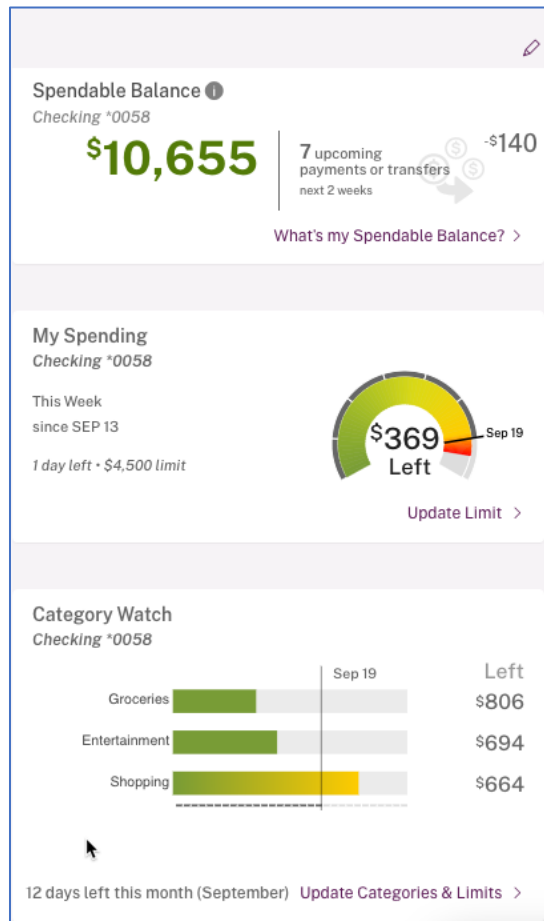 Spendable Balance
Checking *0058
$10,655
7 upcoming
payments or transfers
next 2 weeks
-$140
What's my Spendable Balance? >
My Spending
Checking *0058
This Week
since SEP 13
1 day left • $4,500 limit
$369
Left
Sep 19
Update Limit >
Category Watch
Checking *0058
Sep 19 Left
Groceries $806
Entertainment $694
Shopping $664
12 days left this month (September) Update Categories & Limits >